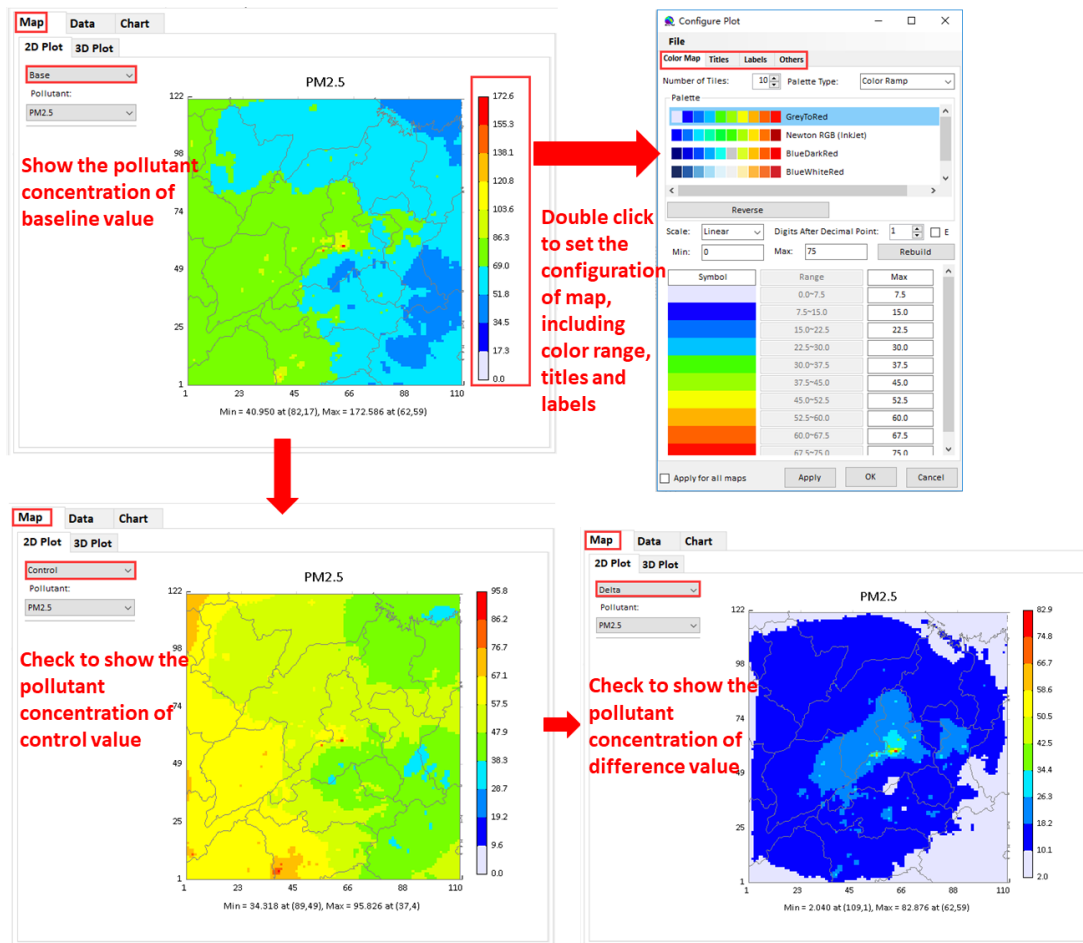 Map Data Chart
2D Plot 3D Plot
Base
Pollutant:
PM2.5
PM2.5
Show the pollutant
concentration of
baseline value
122
98
74
49
25
1
1 23 45 66 88 110
172.6
155.3
138.1
120.8
103.6
86.3
69.0
51.8
34.5
17.3
0.0
Min = 40.950 at (82,17), Max = 172.586 at (62,59)
Double click
to set the
configuration
of map,
including
color range,
titles and
labels
Configure Plot
File
Color Map Titles Labels Others
Number of Tiles: 10 Palette Type: Color Ramp
Palette
GreyToRed
Newton RGB (Inklet)
BlueDarkRed
BlueWhiteRed
Reverse
Scale: Linear Digits After Decimal Point: 1 E
Min: 0 Max: 75 Rebuild
Symbol Range Max
0.0~7.5 7.5
7.5~15.0 15.0
15.0~22.5 22.5
22.5~30.0 30.0
30.0~37.5 37.5
37.5~45.0 45.0
45.0~52.5 52.5
52.5~60.0 60.0
60.0~67.5 67.5
67.5~75.0 75.0
Apply for all maps Apply OK Cancel
Map Data Chart
2D Plot 3D Plot
Control
Pollutant:
PM2.5
PM2.5
Check to show the
pollutant
concentration of
control value
122
98
74
49
25
1
1 23 45 66 88 110
95.8
86.2
76.7
67.1
57.5
47.9
38.3
28.7
19.2
9.6
0.0
Min = 34.318 at (89,49), Max = 95.826 at (37,4)
Map Data Chart
2D Plot 3D Plot
Delta
Pollutant:
PM2.5
PM2.5
Check to show the
pollutant
concentration of
difference value
122
98
74
49
25
1
1 23 45 66 88 110
82.9
74.8
66.7
58.6
50.5
42.5
34.4
26.3
18.2
10.1
2.0
Min = 2.040 at (109,1), Max = 82.876 at (62,59)